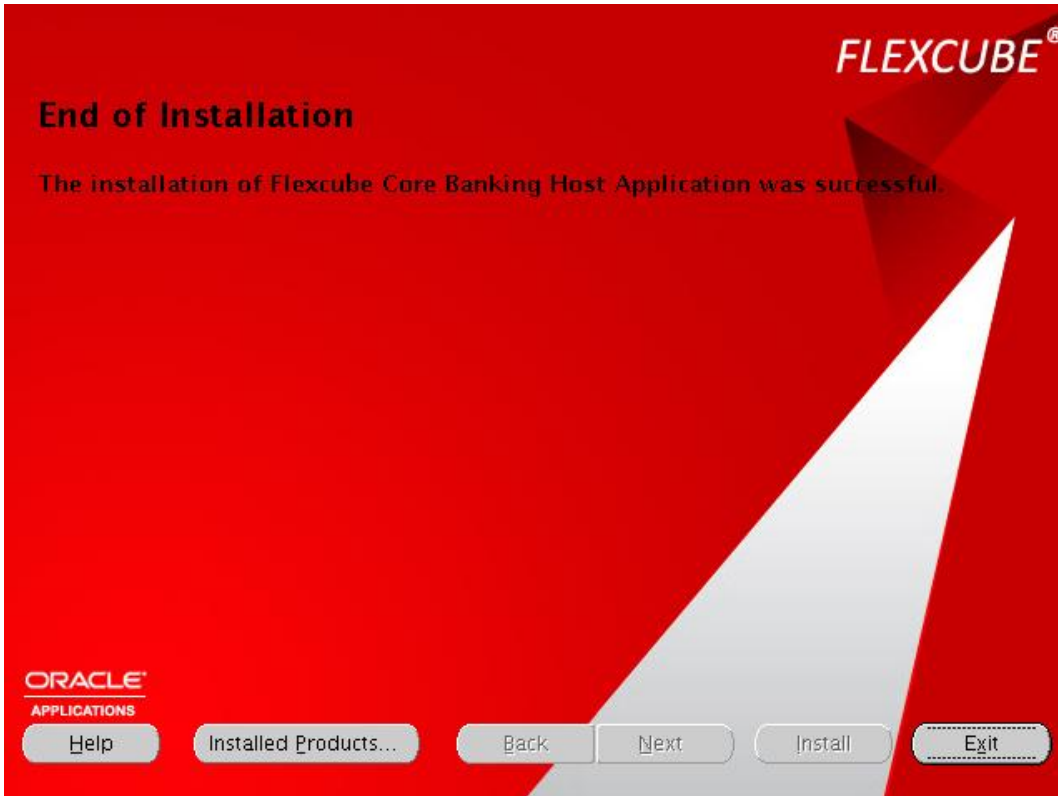 FLEXCUBE®
End of Installation
The installation of Flexcube Core Banking Host Application was successful.
ORACLE®
APPLICATIONS
Help Installed Products... Back Next Install Exit